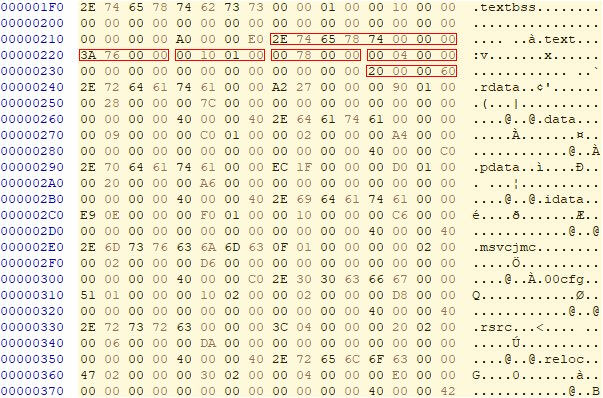 000001F0 2E 74 65 78 74 62 73 73 00 00 01 00 00 10 00 00 .textbss........
00000200 00 00 00 00 00 00 00 00 00 00 00 00 00 00 00 00 ................
00000210 00 00 00 00 A0 00 00 E0 2E 74 65 78 74 00 00 00 .... ..à.text...
00000220 3A 76 00 00 00 10 01 00 00 78 00 00 00 04 00 00 :v.......x......
00000230 00 00 00 00 00 00 00 00 00 00 00 00 20 00 00 60 ............ ..`
00000240 2E 72 64 61 74 61 00 00 A2 27 00 00 00 90 01 00 .rdata..¢'......
00000250 00 28 00 00 00 7C 00 00 00 00 00 00 00 00 00 00 .(...|..........
00000260 00 00 00 00 40 00 00 40 2E 64 61 74 61 00 00 00 ....@..@.data...
00000270 00 09 00 00 00 C0 01 00 00 02 00 00 00 A4 00 00 .....À.......¤..
00000280 00 00 00 00 00 00 00 00 00 00 00 00 40 00 00 C0 ............@..À
00000290 2E 70 64 61 74 61 00 00 EC 1F 00 00 00 D0 01 00 .pdata..ì....Ð..
000002A0 00 20 00 00 00 A6 00 00 00 00 00 00 00 00 00 00 . ...¦..........
000002B0 00 00 00 00 40 00 00 40 2E 69 64 61 74 61 00 00 ....@..@.idata..
000002C0 E9 0E 00 00 00 F0 01 00 00 10 00 00 00 C6 00 00 é....ð.......Æ..
000002D0 00 00 00 00 00 00 00 00 00 00 00 00 40 00 00 40 ............@..@
000002E0 2E 6D 73 76 63 6A 6D 63 0F 01 00 00 00 00 02 00 .msvcjmc........
000002F0 00 02 00 00 00 D6 00 00 00 00 00 00 00 00 00 00 .....Ö..........
00000300 00 00 00 00 40 00 00 C0 2E 30 30 63 66 67 00 00 ....@..À.00cfg..
00000310 51 01 00 00 00 10 02 00 00 02 00 00 00 D8 00 00 Q............Ø..
00000320 00 00 00 00 00 00 00 00 00 00 00 00 40 00 00 40 ............@..@
00000330 2E 72 73 72 63 00 00 00 3C 04 00 00 00 20 02 00 .rsrc...<.... ..
00000340 00 06 00 00 00 DA 00 00 00 00 00 00 00 00 00 00 .....Ú..........
00000350 00 00 00 00 40 00 00 40 2E 72 65 6C 6F 63 00 00 ....@..@.reloc..
00000360 47 02 00 00 00 30 02 00 00 04 00 00 00 E0 00 00 G....0.......à..
00000370 00 00 00 00 00 00 00 00 00 00 00 00 40 00 00 42 ............@..B